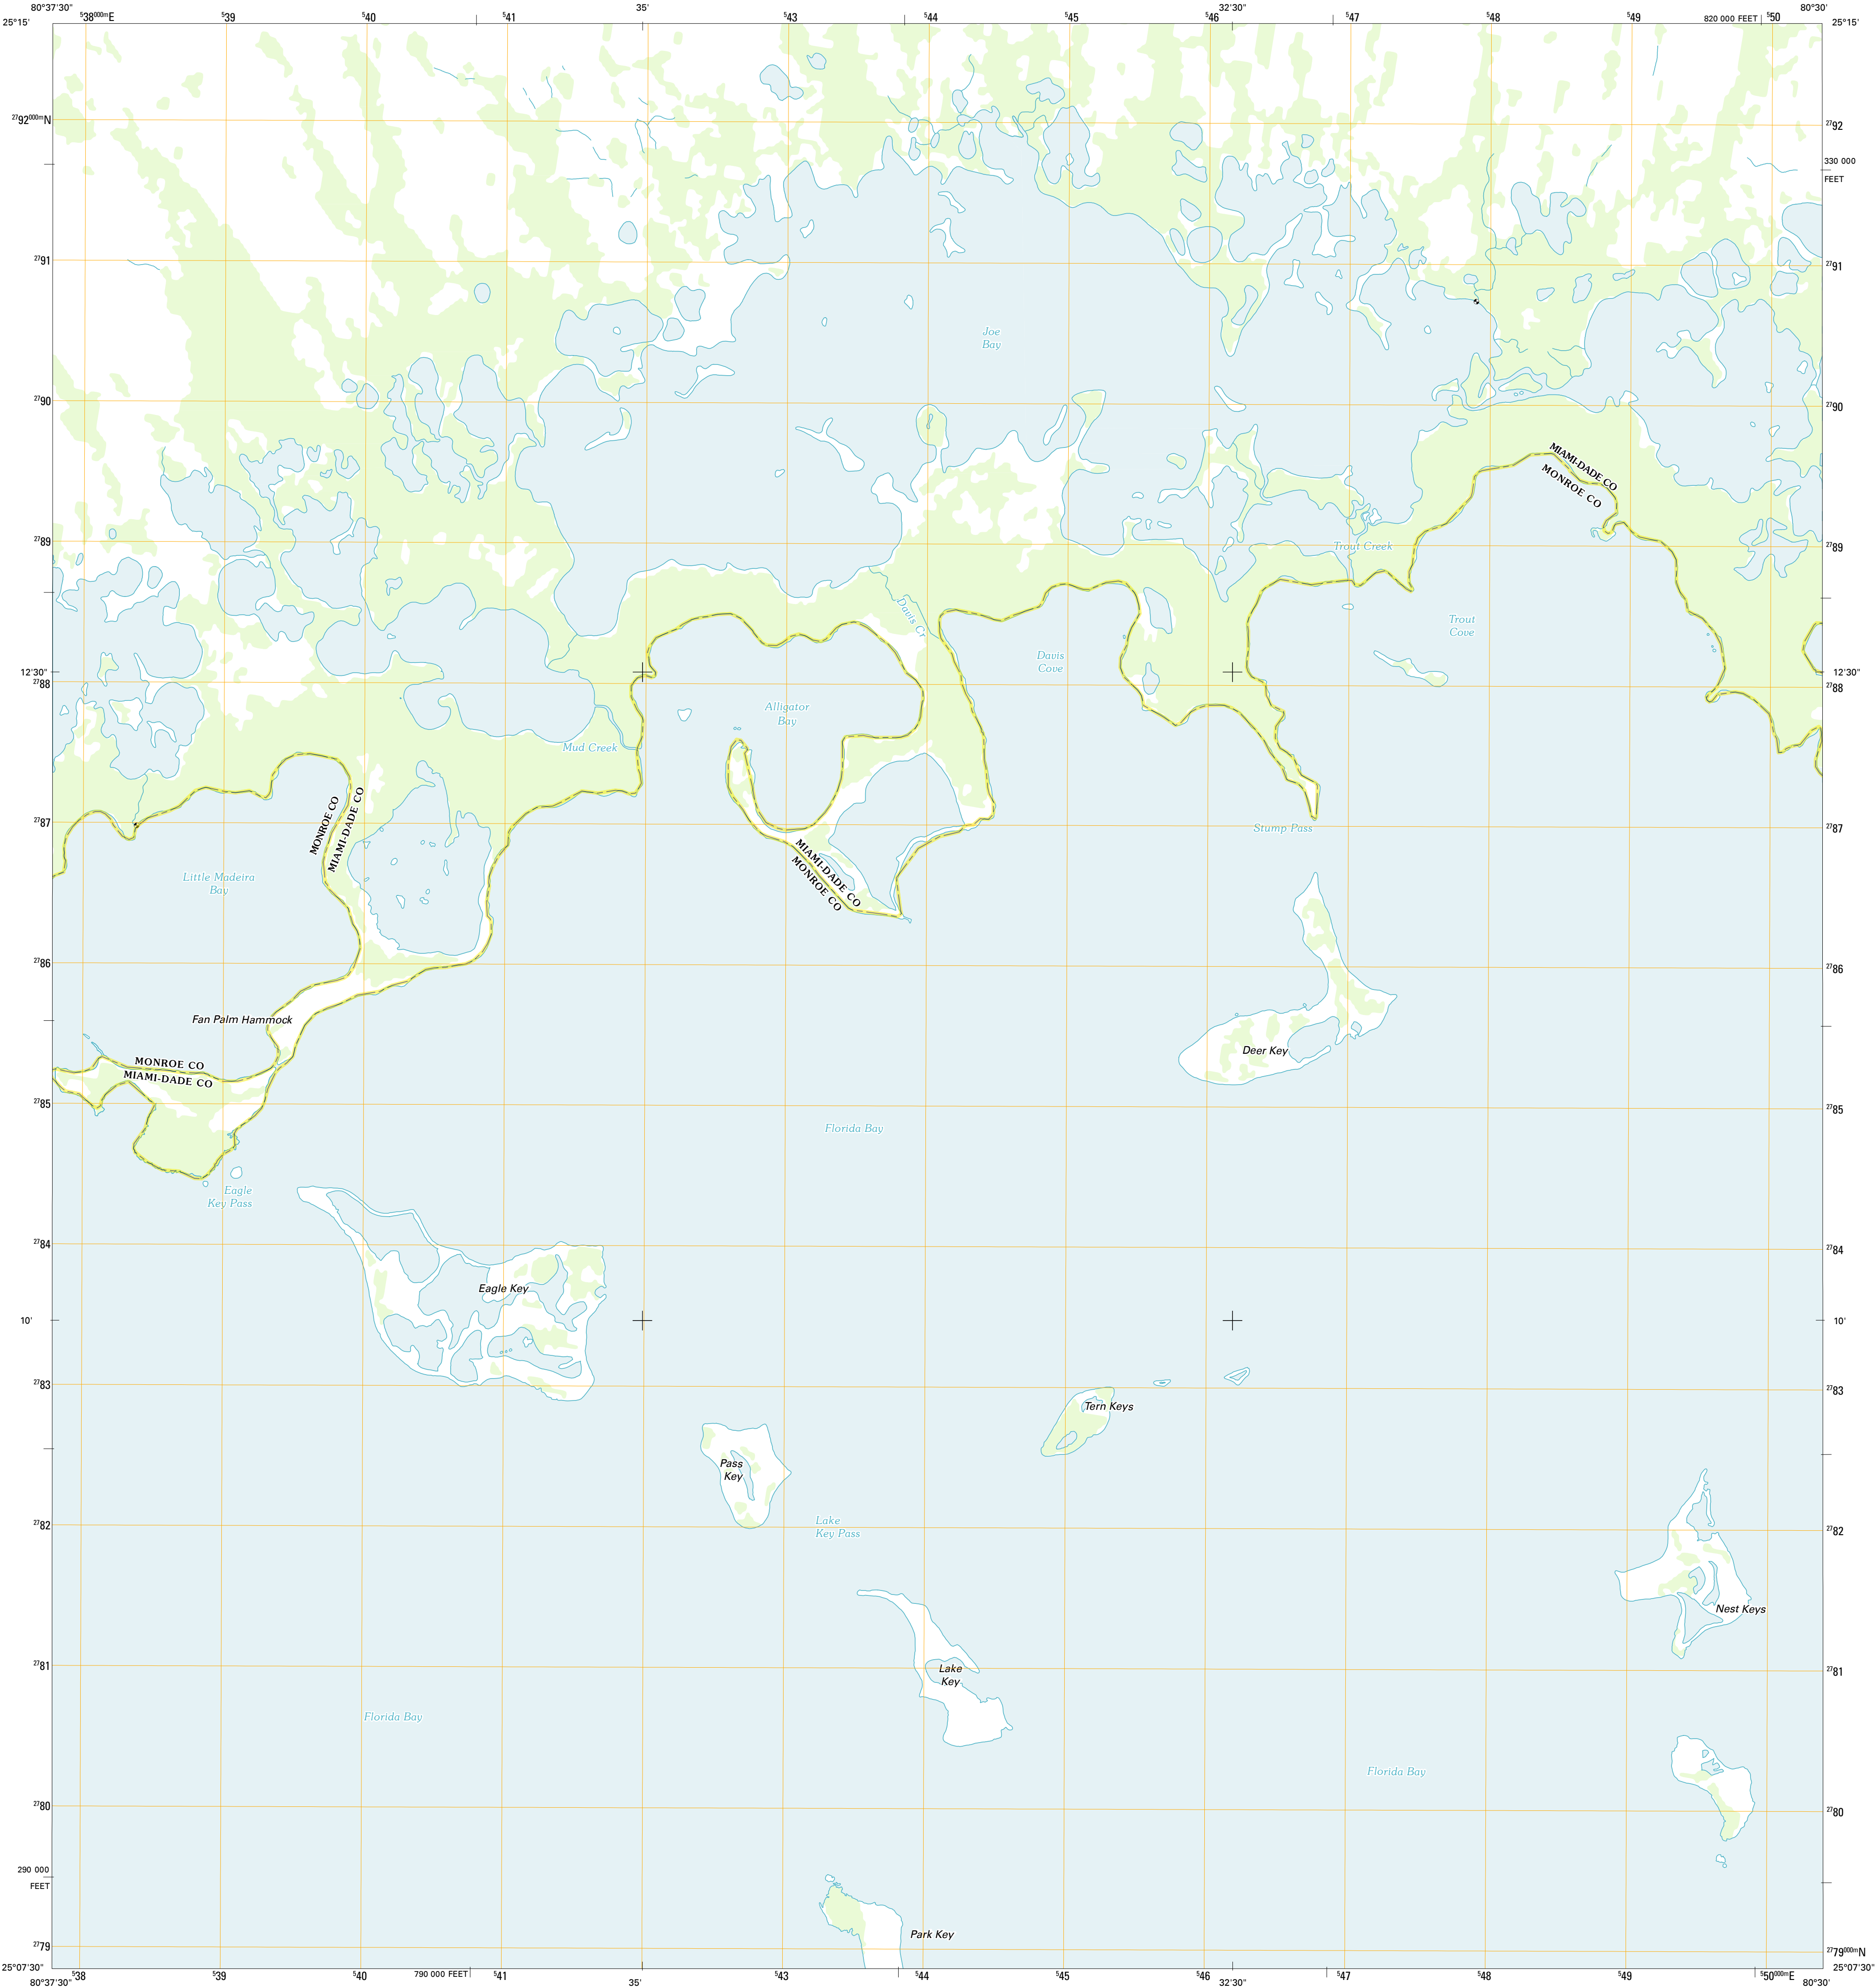 80°37'30"
35'
32'30"
80°30'
25°15'
⁵38⁰⁰⁰ᵐE
⁵39
⁵40
⁵41
⁵43
⁵44
⁵45
⁵46
⁵47
⁵48
⁵49
820 000 FEET
⁵50
25°15'
²⁷92⁰⁰⁰ᵐN
²⁷92
330 000
FEET
²⁷91
²⁷91
Joe
Bay
²⁷90
²⁷90
MIAMI-DADE CO
MONROE CO
²⁷89
Trout Creek
²⁷89
Davis Cr
Trout
Cove
Davis
Cove
12'30"
12'30"
²⁷88
²⁷88
Alligator
Bay
Mud Creek
²⁷87
MONROE CO
MIAMI-DADE CO
Stump Pass
²⁷87
MIAMI-DADE CO
MONROE CO
Little Madeira
Bay
²⁷86
²⁷86
Fan Palm Hammock
Deer Key
MONROE CO
MIAMI-DADE CO
²⁷85
²⁷85
Florida Bay
Eagle
Key Pass
²⁷84
²⁷84
Eagle Key
10'
10'
²⁷83
²⁷83
Tern Keys
Pass
Key
Lake
Key Pass
²⁷82
²⁷82
Nest Keys
²⁷81
Lake
Key
²⁷81
Florida Bay
Florida Bay
²⁷80
²⁷80
290 000
FEET
Park Key
²⁷79
²⁷79⁰⁰⁰ᵐN
25°07'30"
⁵38
⁵39
⁵40
790 000 FEET
⁵41
35'
⁵43
⁵44
⁵45
⁵46
32'30"
⁵47
⁵48
⁵49
⁵50⁰⁰⁰ᵐE
25°07'30"
80°37'30"
80°30'